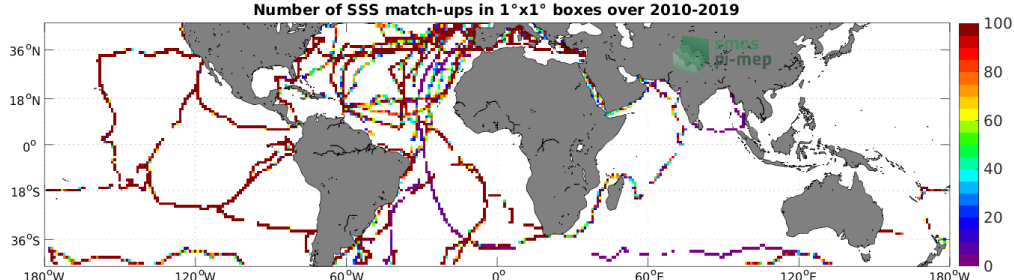 Number of SSS match-ups in 1°x1° boxes over 2010-2019
smos
pi-mep
36°N
18°N
0°
18°S
36°S
180°W 120°W 60°W 0° 60°E 120°E 180°W
100
80
60
40
20
0